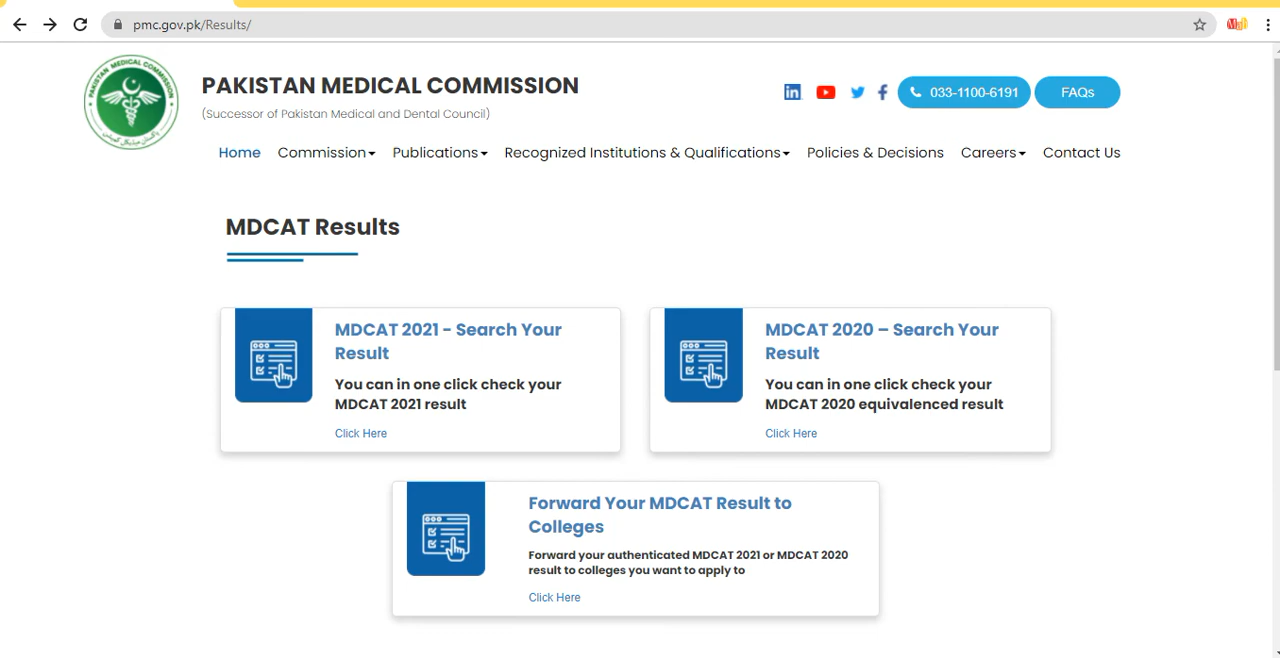 pmc.gov.pk/Results/
PAKISTAN MEDICAL COMMISSION
PAKISTAN MEDICAL COMMISSION
(Successor of Pakistan Medical and Dental Council)
033-1100-6191
FAQs
Home Commission Publications Recognized Institutions & Qualifications Policies & Decisions Careers Contact Us
MDCAT Results
MDCAT 2021 - Search Your
Result
You can in one click check your
MDCAT 2021 result
Click Here
MDCAT 2020 – Search Your
Result
You can in one click check your
MDCAT 2020 equivalenced result
Click Here
Forward Your MDCAT Result to
Colleges
Forward your authenticated MDCAT 2021 or MDCAT 2020
result to colleges you want to apply to
Click Here